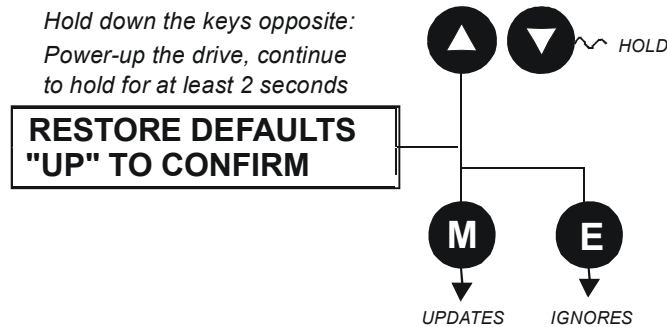 Hold down the keys opposite:
Power-up the drive, continue
to hold for at least 2 seconds
HOLD
RESTORE DEFAULTS
"UP" TO CONFIRM
M E
UPDATES IGNORES